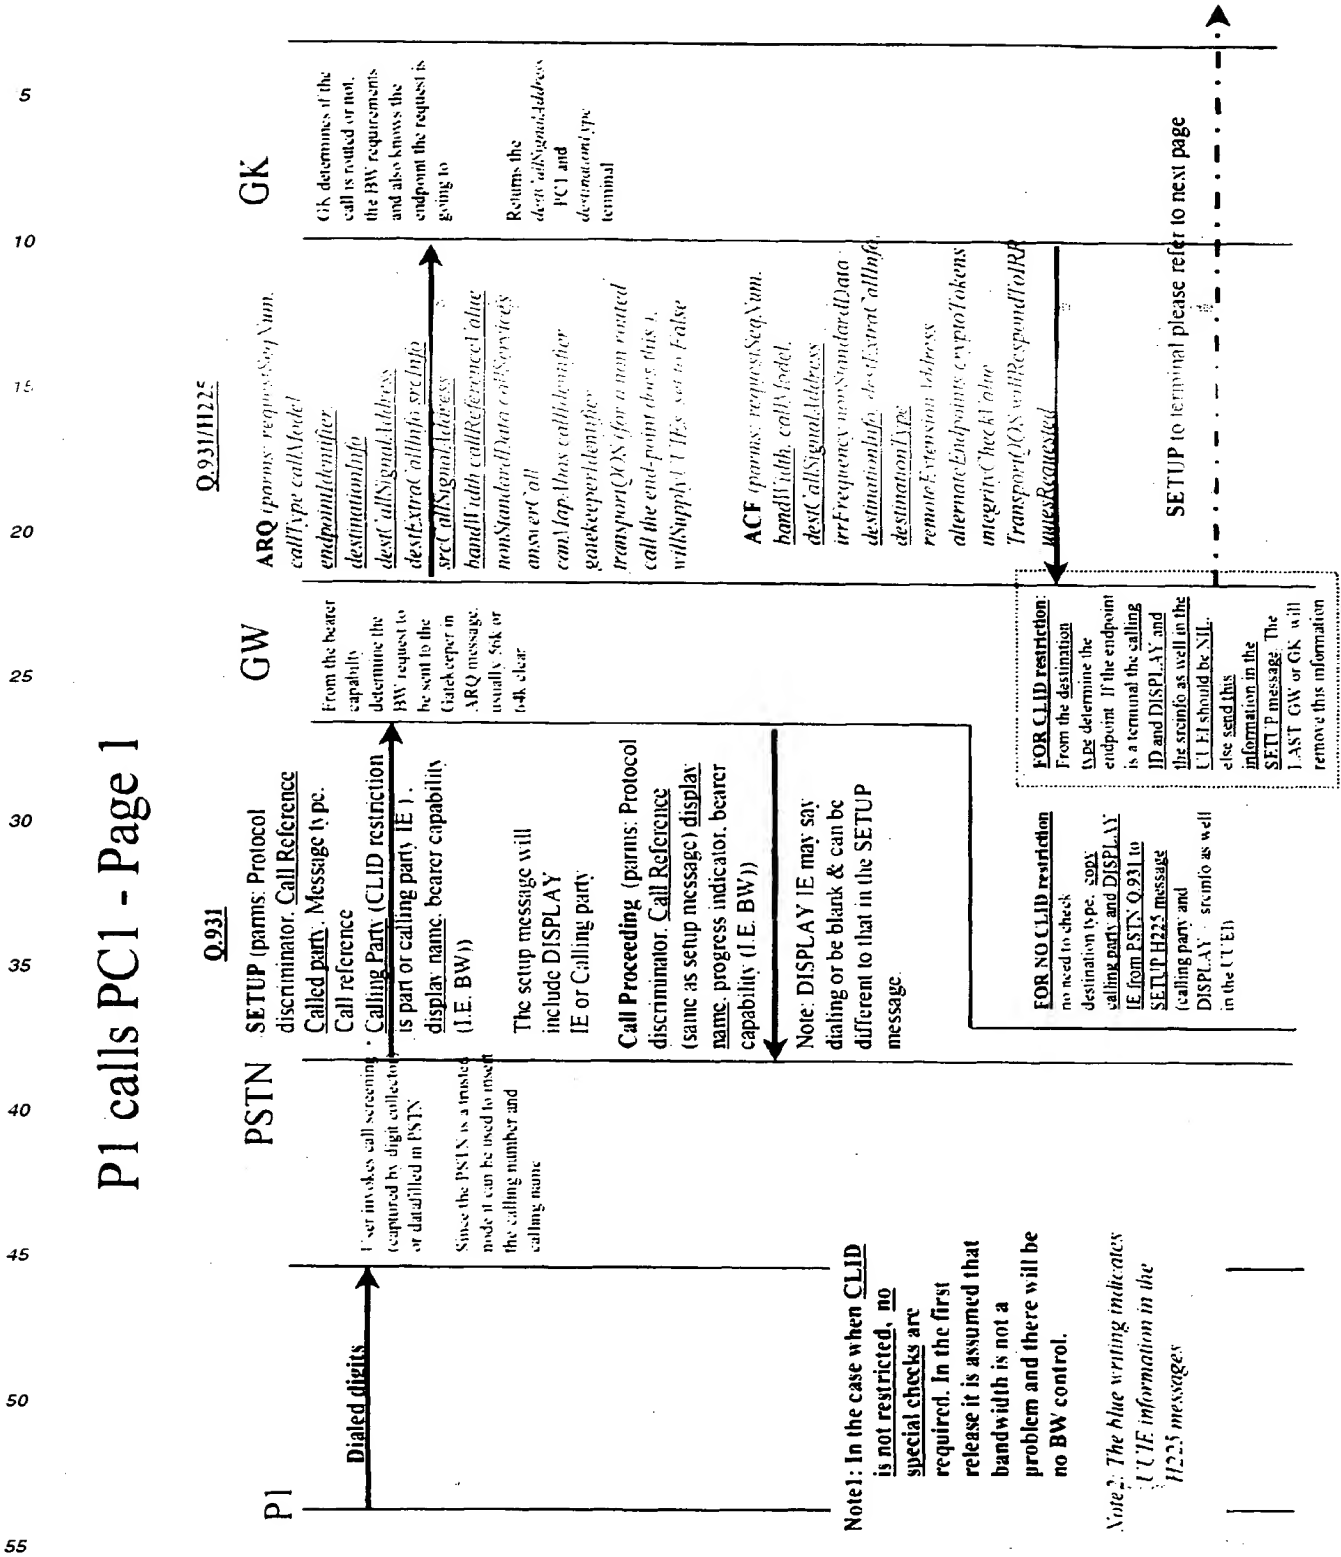 P1 calls PC1 - Page 1
Q.931
Q.931/H225
P1
PSTN
GW
GK
Dialed digits
User invokes call screening
(captured by digit collector
or datafilled in PSTN
Since the PSTN is a trusted
node it can be used to insert
the calling number and
calling name
SETUP (parms: Protocol
discriminator, Call Reference
Called party, Message type,
Call reference
Calling Party (CLID restriction
is part or calling party IE ),
display name, bearer capability
(I.E. BW))
The setup message will
include DISPLAY
IE or Calling party
Call Proceeding (parms: Protocol
discriminator, Call Reference
(same as setup message) display
name, progress indicator, bearer
capability (I.E. BW))
Note: DISPLAY IE may say
dialing or be blank & can be
different to that in the SETUP
message.
From the bearer
capabilty
determine the
BW request to
be sent to the
Gatekeeper in
ARQ message.
usually 56k or
64k clear
ARQ (parms: requestSeqNum,
callType callModel
endpointIdentifier,
destinationInfo
destCallSignalAddress
destExtraCallInfo srcInfo
srcCallSignalAddress
bandWidth callReferenceValue
nonStandardData callServices
answerCall
canMapAlias callIdentifier
gatekeeperIdentifier
transportQOS (for a non routed
call the end-point does this ),
willSupplyUUIEs set to False
GK determines if the
call is routed or not,
the BW requirements
and also knows the
endpoint the request is
going to
Returns the
destCallSignalAddress
PC1 and
destinationtype
terminal
ACF (parms: requestSeqNum,
bandWidth, callModel,
destCallSignalAddress
irrFrequency nonStandardData
destinationInfo, destExtraCallInfo,
destinationType
remoteExtensionAddress
alternateEndpoints cryptoTokens
integrityCheckValue
TransportQOS willRespondToIRR
uuiesRequested
FOR NO CLID restriction
no need to check
destination type, copy
calling party and DISPLAY
IE from PSTN Q.931 to
SETUP H225 message
(calling party and
DISPLAY - srcinfo as well
in the UUEI)
FOR CLID restriction:
From the destination
type determine the
endpoint If the endpoint
is a terminal the calling
ID and DISPLAY and
the srcinfo as well in the
UUEI should be NIL.
else send this
information in the
SETUP message. The
LAST GW or GK will
remove this information
SETUP to terminal please refer to next page
Note1: In the case when CLID
is not restricted, no
special checks are
required. In the first
release it is assumed that
bandwidth is not a
problem and there will be
no BW control.
Note2: The blue writing indicates
UUIE information in the
H225 messages
5
10
15
20
25
30
35
40
45
50
55